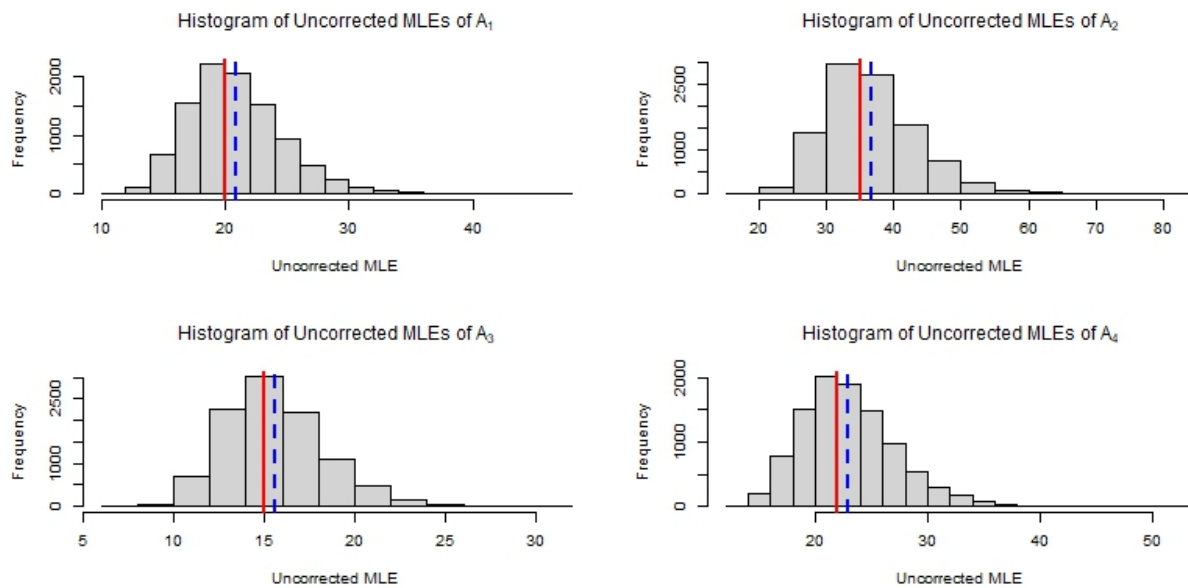 Histogram of Uncorrected MLEs of A₁
Frequency
0 1000 2000
10 20 30 40
Uncorrected MLE
Histogram of Uncorrected MLEs of A₂
Frequency
0 1000 2500
20 30 40 50 60 70 80
Uncorrected MLE
Histogram of Uncorrected MLEs of A₃
Frequency
0 1000 2500
5 10 15 20 25 30
Uncorrected MLE
Histogram of Uncorrected MLEs of A₄
Frequency
0 1000 2000
20 30 40 50
Uncorrected MLE